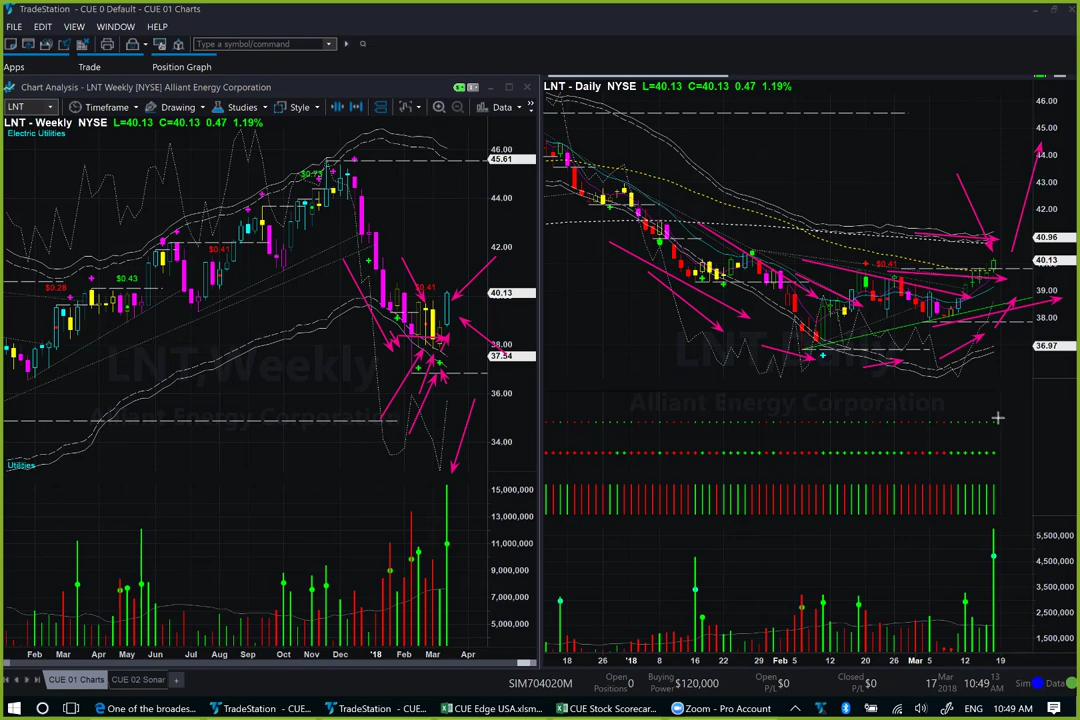 TradeStation - CUE 0 Default - CUE 01 Charts
FILE EDIT VIEW WINDOW HELP
Type a symbol/command
Apps Trade Position Graph
Chart Analysis - LNT Weekly [NYSE] Alliant Energy Corporation
LNT Timeframe Drawing Studies Style Data
LNT - Weekly NYSE L=40.13 C=40.13 0.47 1.19%
Electric Utilities
46.00
45.61
44.00
42.00
40.13
38.00
37.54
36.00
34.00
$0.28
$0.43
$0.41
$0.73
$0.41
LNT,Weekly
Alliant Energy Corporation
Utilities
15,000,000
13,000,000
11,000,000
9,000,000
7,000,000
5,000,000
Feb Mar Apr May Jun Jul Aug Sep Oct Nov Dec '18 Feb Mar Apr
LNT - Daily NYSE L=40.13 C=40.13 0.47 1.19%
46.00
45.00
44.00
43.00
42.00
40.96
40.13
39.00
38.00
36.97
$0.41
LNT,Daily
Alliant Energy Corporation
5,500,000
4,500,000
3,500,000
2,500,000
1,500,000
18 26 '18 8 16 22 29 Feb 5 12 20 26 Mar 5 12 19
CUE 01 Charts CUE 02 Sonar +
SIM704020M Open Positions 0 Buying Power $120,000 Open P/L $0 Closed P/L $0 17 Mar 2018 10:49 13 AM Sim Data
One of the broades... TradeStation - CUE... TradeStation - CUE... CUE Edge USA.xlsm... CUE Stock Scorecar... Zoom - Pro Account ENG 10:49 AM